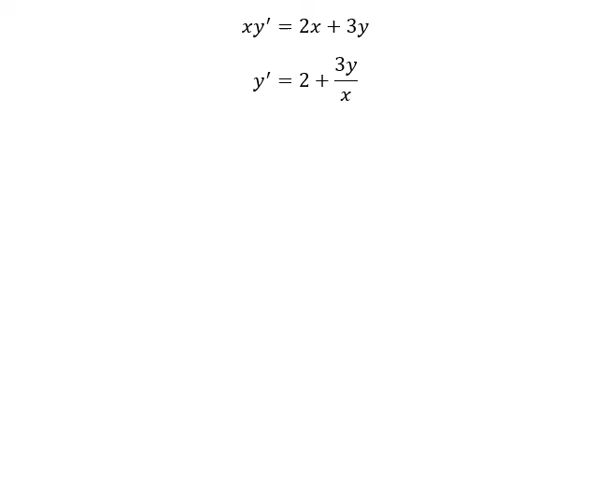 xy′ = 2x + 3y
y′ = 2 + 3y/x